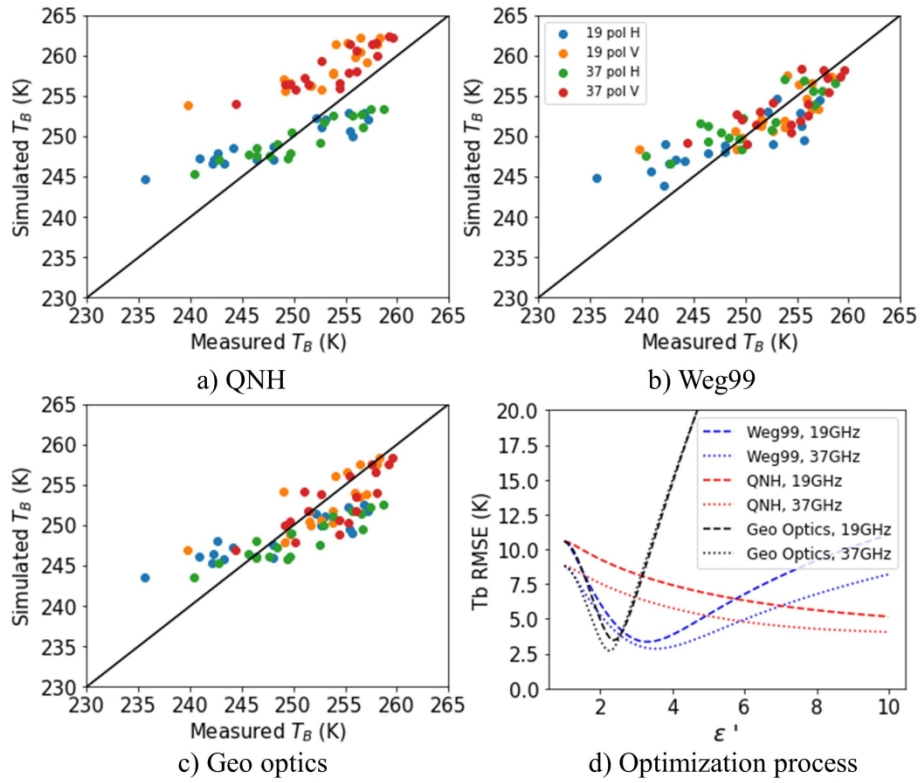 265
260
255
250
245
240
235
230
Simulated T_B (K)
230 235 240 245 250 255 260 265
Measured T_B (K)
a) QNH
265
260
255
250
245
240
235
230
Simulated T_B (K)
19 pol H
19 pol V
37 pol H
37 pol V
230 235 240 245 250 255 260 265
Measured T_B (K)
b) Weg99
265
260
255
250
245
240
235
230
Simulated T_B (K)
230 235 240 245 250 255 260 265
Measured T_B (K)
c) Geo optics
20.0
17.5
15.0
12.5
10.0
7.5
5.0
2.5
0.0
Tb RMSE (K)
Weg99, 19GHz
Weg99, 37GHz
QNH, 19GHz
QNH, 37GHz
Geo Optics, 19GHz
Geo Optics, 37GHz
2 4 6 8 10
ε '
d) Optimization process